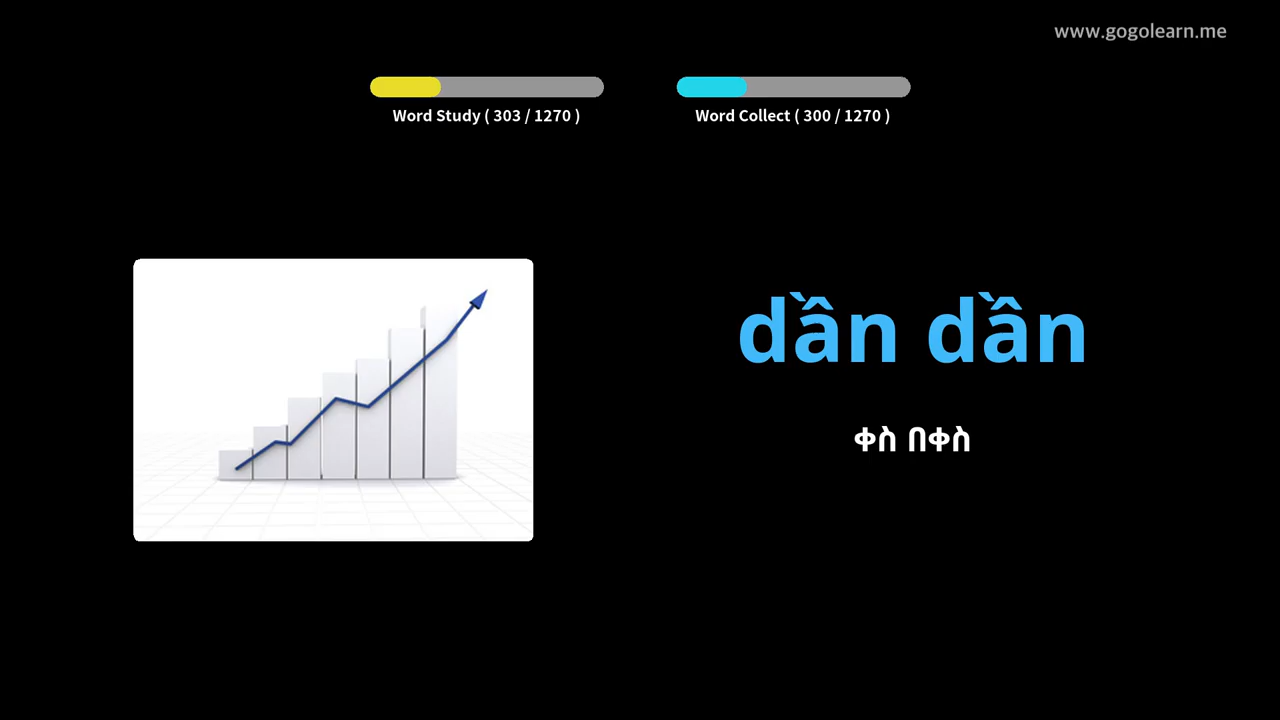 www.gogolearn.me
Word Study ( 303 / 1270 )
Word Collect ( 300 / 1270 )
dần dần
ቀስ በቀስ